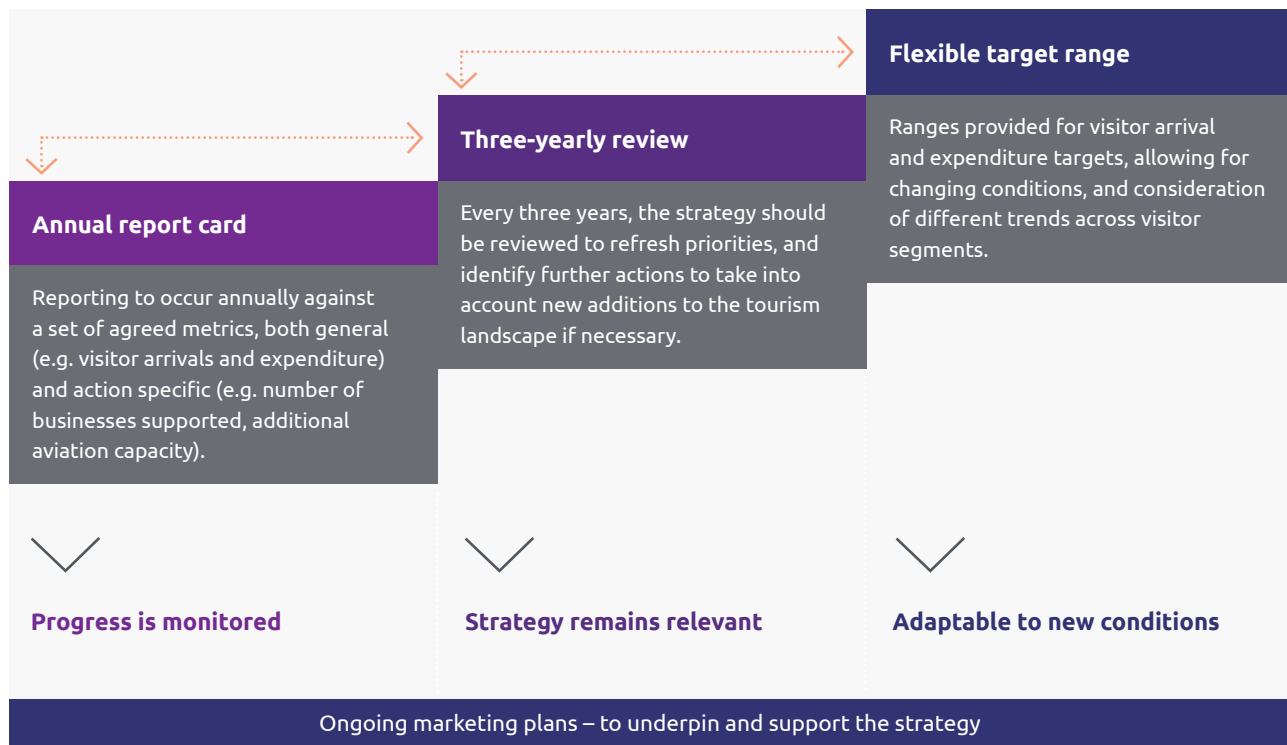 Annual report card
Reporting to occur annually against
a set of agreed metrics, both general
(e.g. visitor arrivals and expenditure)
and action specific (e.g. number of
businesses supported, additional
aviation capacity).
Progress is monitored
Three-yearly review
Every three years, the strategy should
be reviewed to refresh priorities, and
identify further actions to take into
account new additions to the tourism
landscape if necessary.
Strategy remains relevant
Flexible target range
Ranges provided for visitor arrival
and expenditure targets, allowing for
changing conditions, and consideration
of different trends across visitor
segments.
Adaptable to new conditions
Ongoing marketing plans – to underpin and support the strategy